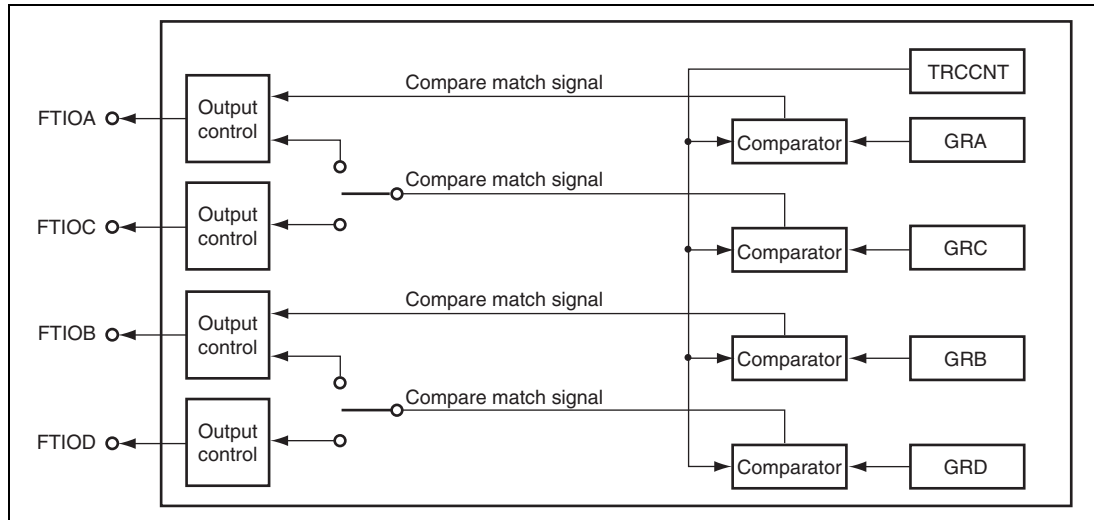 TRCCNT
Compare match signal
FTIOA
Output
control
Comparator
GRA
Compare match signal
FTIOC
Output
control
Comparator
GRC
Compare match signal
FTIOB
Output
control
Comparator
GRB
Compare match signal
FTIOD
Output
control
Comparator
GRD